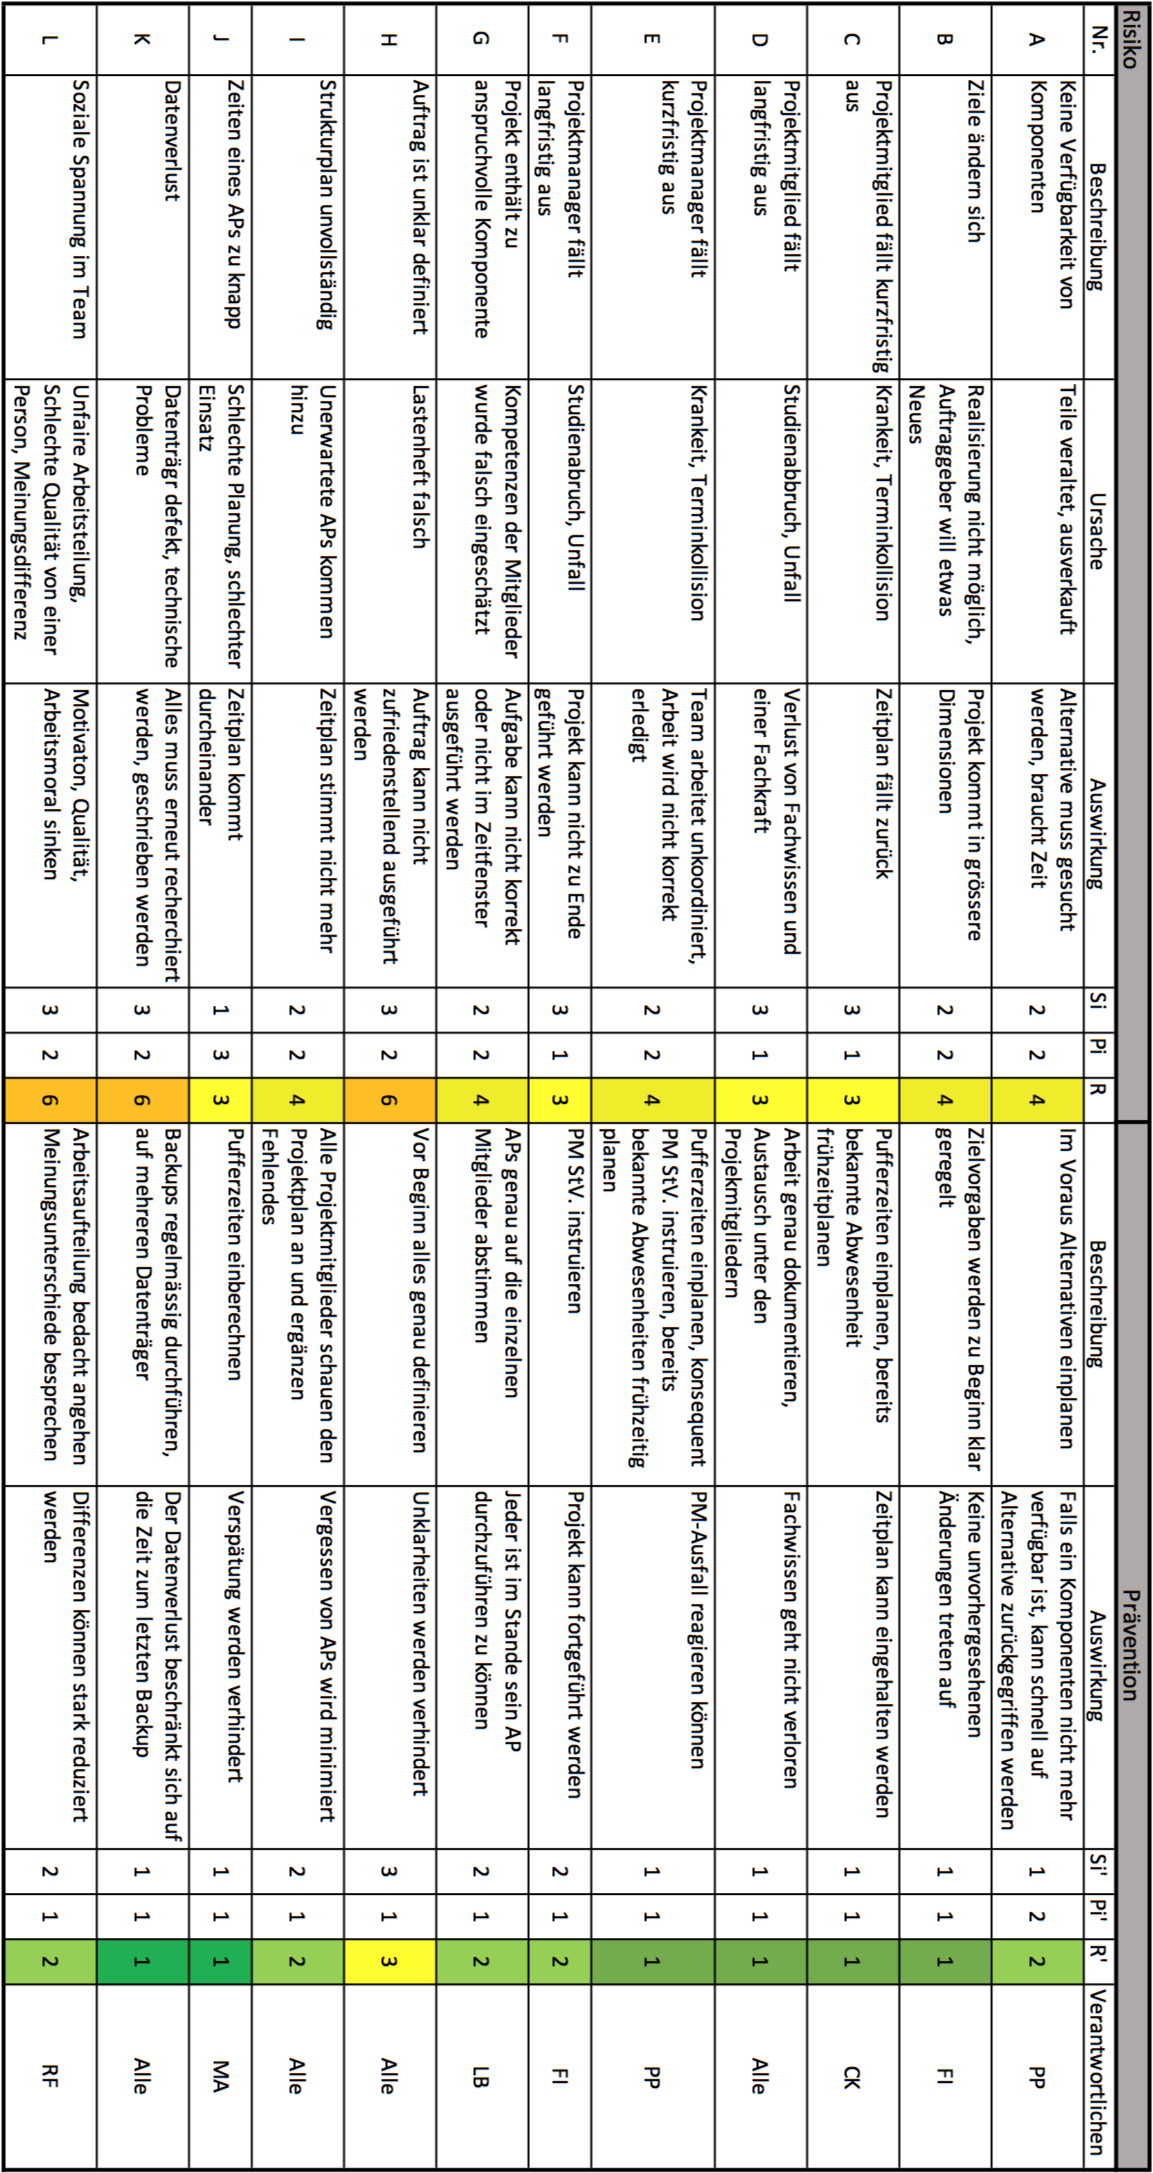 Risiko
Prävention
Nr.
Beschreibung
Ursache
Auswirkung
Si
Pi
R
Beschreibung
Auswirkung
Si'
Pi'
R'
Verantwortlichen
A
Keine Verfügbarkeit von
Komponenten
Teile veraltet, ausverkauft
Alternative muss gesucht
werden, braucht Zeit
2
2
4
Im Voraus Alternativen einplanen
Falls ein Komponenten nicht mehr
verfügbar ist, kann schnell auf
Alternative zurückgegriffen werden
1
2
2
PP
B
Ziele ändern sich
Realisierung nicht möglich,
Auftraggeber will etwas
Neues
Projekt kommt in grössere
Dimensionen
2
2
4
Zielvorgaben werden zu Beginn klar
geregelt
Keine unvorhergesehenen
Änderungen treten auf
1
1
1
FI
C
Projektmitglied fällt kurzfristig
aus
Krankeit, Terminkollision
Zeitplan fällt zurück
3
1
3
Pufferzeiten einplanen, bereits
bekannte Abwesenheit
frühzeitplanen
Zeitplan kann eingehalten werden
1
1
1
CK
D
Projektmitglied fällt
langfristig aus
Studienabbruch, Unfall
Verlust von Fachwissen und
einer Fachkraft
3
1
3
Arbeit genau dokumentieren,
Austausch unter den
Projekmitgliedern
Fachwissen geht nicht verloren
1
1
1
Alle
E
Projektmanager fällt
kurzfristig aus
Krankeit, Terminkollision
Team arbeitet unkoordiniert,
Arbeit wird nicht korrekt
erledigt
2
2
4
Pufferzeiten einplanen, konsequent
PM StV. instruieren, bereits
bekannte Abwesenheiten frühzeitig
planen
PM-Ausfall reagieren können
1
1
1
PP
F
Projektmanager fällt
langfristig aus
Studienabruch, Unfall
Projekt kann nicht zu Ende
geführt werden
3
1
3
PM StV. instruieren
Projekt kann fortgeführt werden
2
1
2
FI
G
Projekt enthält zu
anspruchvolle Komponente
Kompetenzen der Mitglieder
wurde falsch eingeschätzt
Aufgabe kann nicht korrekt
oder nicht im Zeitfenster
ausgeführt werden
2
2
4
APs genau auf die einzelnen
Mitglieder abstimmen
Jeder ist im Stande sein AP
durchzuführen zu können
2
1
2
LB
H
Auftrag ist unklar definiert
Lastenheft falsch
Auftrag kann nicht
zufriedenstellend ausgeführt
werden
3
2
6
Vor Beginn alles genau definieren
Unklarheiten werden verhindert
3
1
3
Alle
I
Strukturplan unvollständig
Unerwartete APs kommen
hinzu
Zeitplan stimmt nicht mehr
2
2
4
Alle Projektmitglieder schauen den
Projektplan an und ergänzen
Fehlendes
Vergessen von APs wird minimiert
2
1
2
Alle
J
Zeiten eines APs zu knapp
Schlechte Planung, schlechter
Einsatz
Zeitplan kommt
durcheinander
1
3
3
Pufferzeiten einberechnen
Verspätung werden verhindert
1
1
1
MA
K
Datenverlust
Datenträgr defekt, technische
Probleme
Alles muss erneut recherchiert
werden, geschrieben werden
3
2
6
Backups regelmässig durchführen,
auf mehreren Datenträger
Der Datenverlust beschränkt sich auf
die Zeit zum letzten Backup
1
1
1
Alle
L
Soziale Spannung im Team
Unfaire Arbeitsteilung,
Schlechte Qualität von einer
Person, Meinungsdifferenz
Motivaton, Qualität,
Arbeitsmoral sinken
3
2
6
Arbeitsaufteilung bedacht angehen
Meinungsunterschiede besprechen
Differenzen können stark reduziert
werden
2
1
2
RF